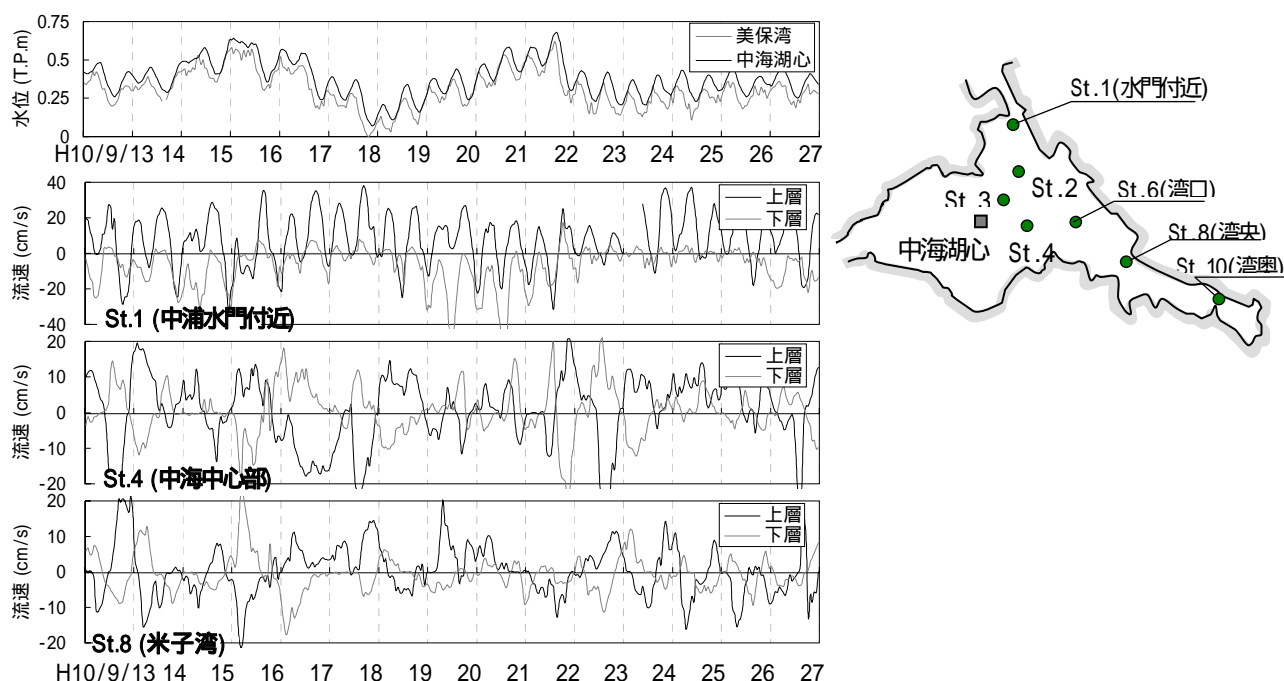 水位 (T.P.m)
0.75
0.5
0.25
0
美保湾
中海湖心
H10/9/13 14 15 16 17 18 19 20 21 22 23 24 25 26 27
流速 (cm/s)
40
20
0
-20
-40
上層
下層
St.1 (中浦水門付近)
流速 (cm/s)
20
10
0
-10
-20
上層
下層
St.4 (中海中心部)
流速 (cm/s)
20
10
0
-10
-20
上層
下層
St.8 (米子湾)
H10/9/13 14 15 16 17 18 19 20 21 22 23 24 25 26 27
St.1(水門付近)
St.2
St.6(湾口)
St.3
St.8(湾央)
中海湖心
St.4
St.10(湾奥)